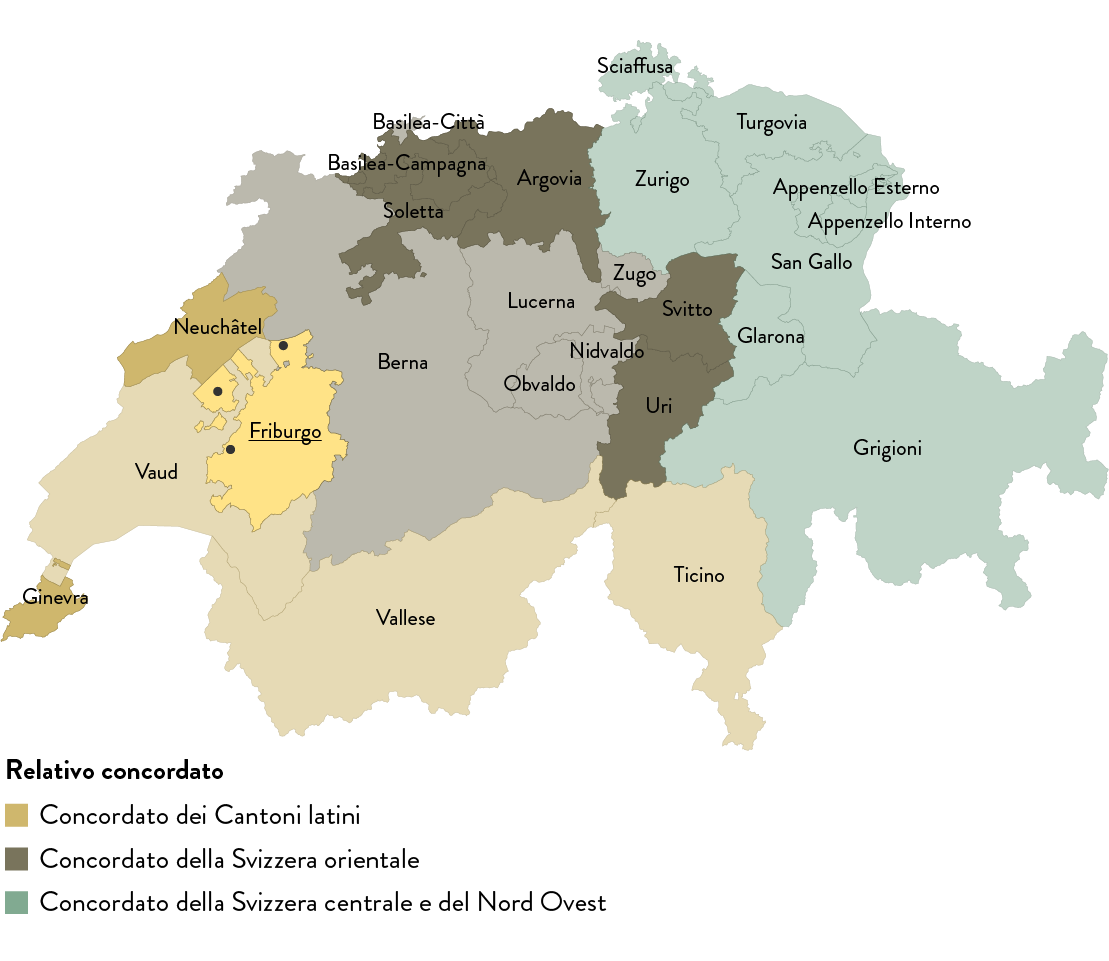 Sciaffusa
Basilea-Città
Turgovia
Basilea-Campagna
Argovia
Zurigo
Appenzello Esterno
Soletta
Appenzello Interno
San Gallo
Zugo
Lucerna
Svitto
Neuchâtel
Glarona
Nidvaldo
Berna
Obvaldo
Uri
Friburgo
Grigioni
Vaud
Ticino
Ginevra
Vallese
Relativo concordato
Concordato dei Cantoni latini
Concordato della Svizzera orientale
Concordato della Svizzera centrale e del Nord Ovest